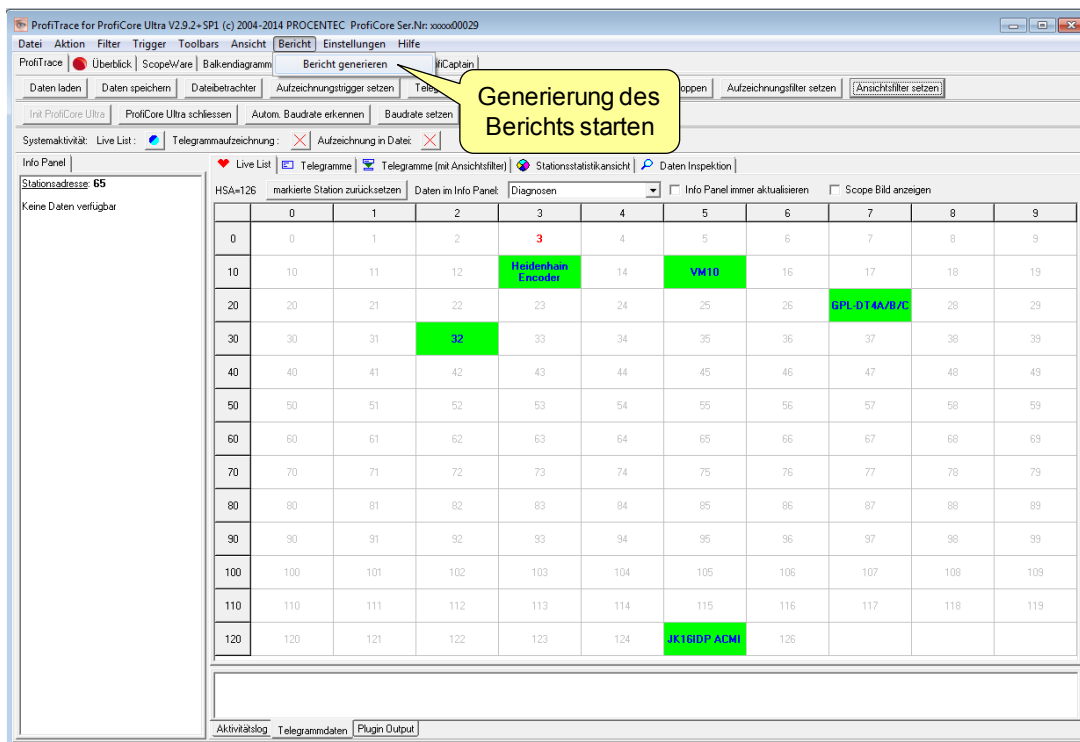 ProfiTrace for ProfiCore Ultra V2.9.2+SP1 (c) 2004-2014 PROCENTEC ProfiCore Ser.Nr: xxxxx00029
Datei Aktion Filter Trigger Toolbars Ansicht Bericht Einstellungen Hilfe
ProfiTrace Überblick ScopeWare Balkendiagramm Bericht generieren fiCaptain
Daten laden Daten speichern Dateibetrachter Aufzeichnungstrigger setzen oppen Aufzeichnungsfilter setzen Ansichtsfilter setzen
Generierung des
Berichts starten
Init ProfiCore Ultra ProfiCore Ultra schliessen Autom. Baudrate erkennen Baudrate setzen
Systemaktivität: Live List: Telegrammaufzeichnung: Aufzeichnung in Datei:
Info Panel Live List Telegramme Telegramme (mit Ansichtsfilter) Stationsstatistikansicht Daten Inspektion
Stationsadresse: 65
Keine Daten verfügbar
HSA=126 markierte Station zurücksetzen Daten im Info Panel: Diagnosen Info Panel immer aktualisieren Scope Bild anzeigen
0 1 2 3 4 5 6 7 8 9
0 0 1 2 3 4 5 6 7 8 9
10 10 11 12 Heidenhain Encoder 14 VM10 16 17 18 19
20 20 21 22 23 24 25 26 GPL-DT4A/B/C 28 29
30 30 31 32 33 34 35 36 37 38 39
40 40 41 42 43 44 45 46 47 48 49
50 50 51 52 53 54 55 56 57 58 59
60 60 61 62 63 64 65 66 67 68 69
70 70 71 72 73 74 75 76 77 78 79
80 80 81 82 83 84 85 86 87 88 89
90 90 91 92 93 94 95 96 97 98 99
100 100 101 102 103 104 105 106 107 108 109
110 110 111 112 113 114 115 116 117 118 119
120 120 121 122 123 124 JK16IDP ACMI 126
Aktivitätslog Telegrammdaten Plugin Output